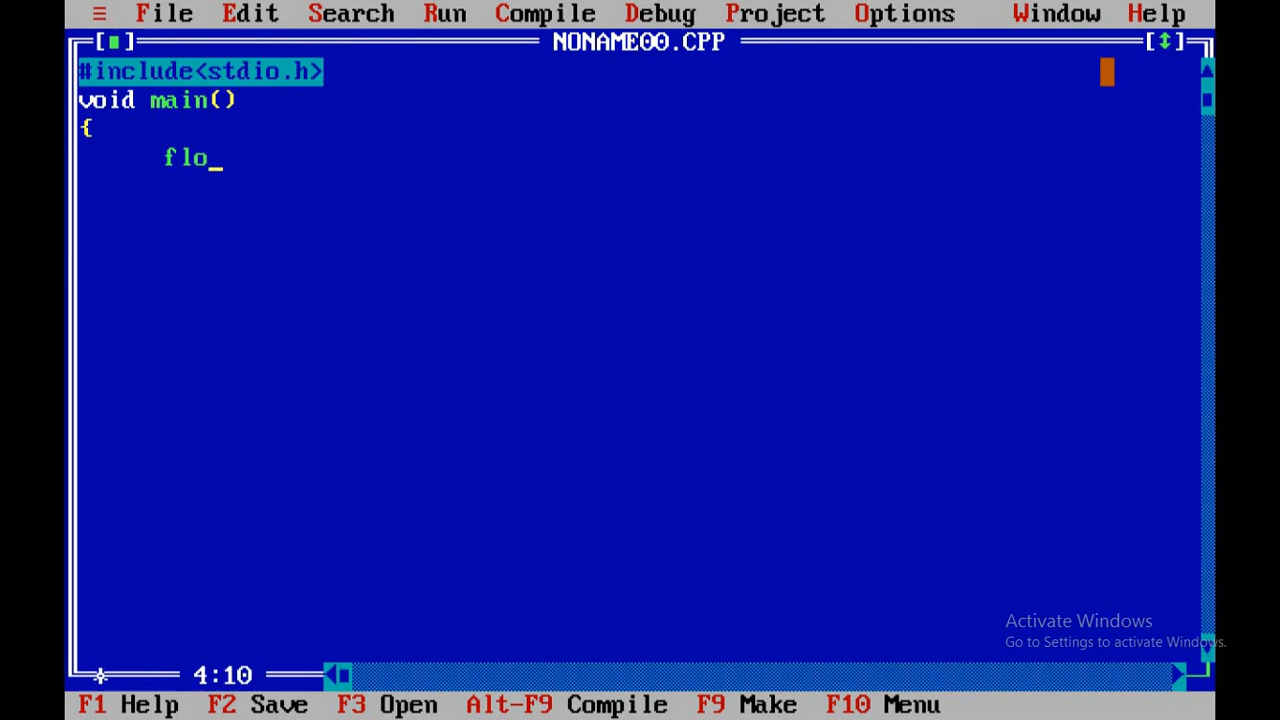 ≡ File Edit Search Run Compile Debug Project Options Window Help
[■] NONAME00.CPP [↕]
#include<stdio.h>
void main()
{
flo_
Activate Windows
Go to Settings to activate Windows.
* 4:10
F1 Help F2 Save F3 Open Alt-F9 Compile F9 Make F10 Menu